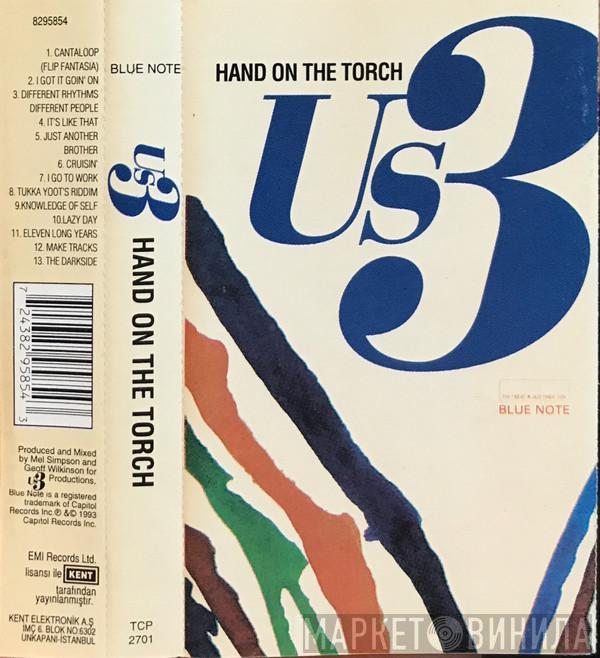 8295854
1. CANTALOOP
(FLIP FANTASIA)
2. I GOT IT GOIN' ON
3. DIFFERENT RHYTHMS
DIFFERENT PEOPLE
4. IT'S LIKE THAT
5. JUST ANOTHER
BROTHER
6. CRUISIN'
7. I GO TO WORK
8. TUKKA YOOT'S RIDDIM
9.KNOWLEDGE OF SELF
10.LAZY DAY
11. ELEVEN LONG YEARS
12. MAKE TRACKS
13. THE DARKSIDE
7 24382 95854 3
Produced and Mixed
by Mel Simpson and
Geoff Wilkinson for
us3 Productions.
Blue Note is a registered
trademark of Capitol
Records Inc.℗ &© 1993
Capitol Records Inc.
EMI Records Ltd.
lisansı ile KENT
tarafından
yayınlanmıştır.
KENT ELEKTRONİK A.Ş
İMÇ 6. BLOK NO:6302
UNKAPANI-İSTANBUL
BLUE NOTE
us3
HAND ON THE TORCH
TCP
2701
HAND ON THE TORCH
Us3
BLUE NOTE
МАРКЕТ ВИНИЛА